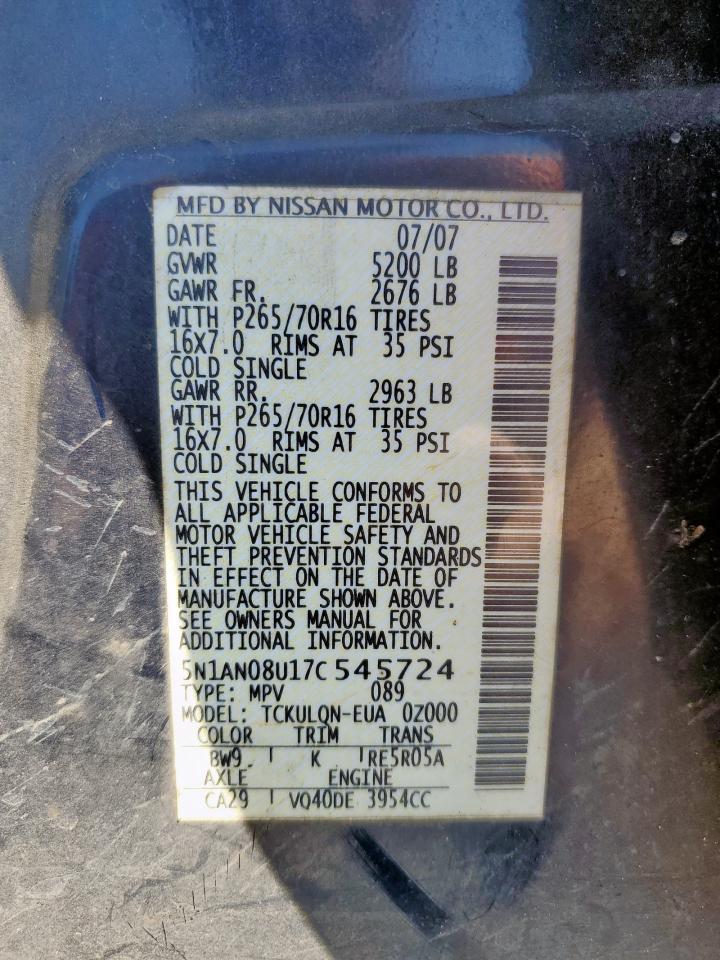 MFD BY NISSAN MOTOR CO., LTD.
DATE 07/07
GVWR 5200 LB
GAWR FR. 2676 LB
WITH P265/70R16 TIRES
16X7.0 RIMS AT 35 PSI
COLD SINGLE
GAWR RR. 2963 LB
WITH P265/70R16 TIRES
16X7.0 RIMS AT 35 PSI
COLD SINGLE
THIS VEHICLE CONFORMS TO
ALL APPLICABLE FEDERAL
MOTOR VEHICLE SAFETY AND
THEFT PREVENTION STANDARDS
IN EFFECT ON THE DATE OF
MANUFACTURE SHOWN ABOVE.
SEE OWNERS MANUAL FOR
ADDITIONAL INFORMATION.
5N1AN08U17C545724
TYPE: MPV 089
MODEL: TCKULQN-EUA 0Z000
COLOR TRIM TRANS
BW9 K RE5R05A
AXLE ENGINE
CA29 VQ40DE 3954CC